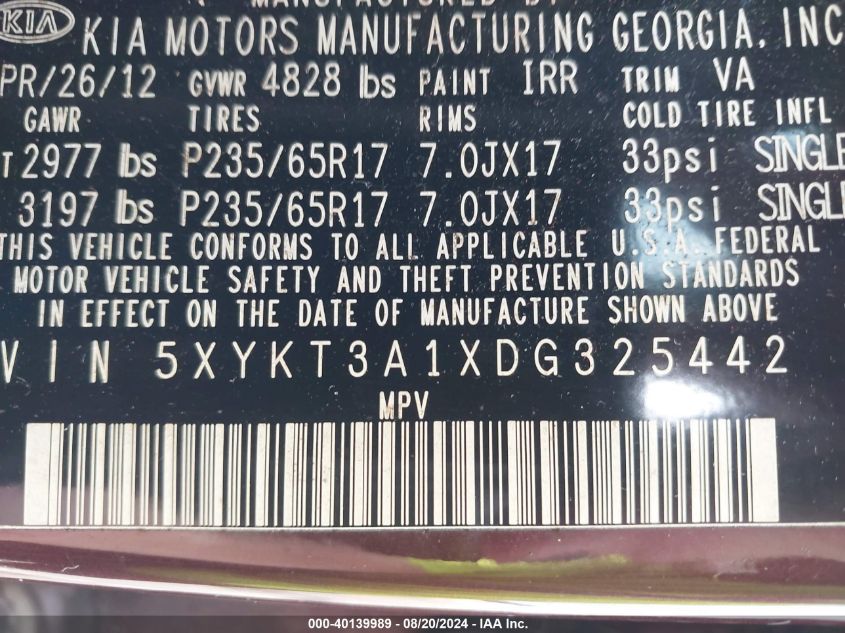 KIA KIA MOTORS MANUFACTURING GEORGIA, INC
PR/26/12 GVWR 4828 lbs PAINT IRR TRIM VA
GAWR TIRES RIMS COLD TIRE INFL
T 2977 lbs P235/65R17 7.0JX17 33psi SINGLE
3197 lbs P235/65R17 7.0JX17 33psi SINGLE
THIS VEHICLE CONFORMS TO ALL APPLICABLE U.S.A. FEDERAL
MOTOR VEHICLE SAFETY AND THEFT PREVENTION STANDARDS
IN EFFECT ON THE DATE OF MANUFACTURE SHOWN ABOVE
VIN 5XYKT3A1XDG325442
MPV
000-40139989 - 08/20/2024 - IAA Inc.